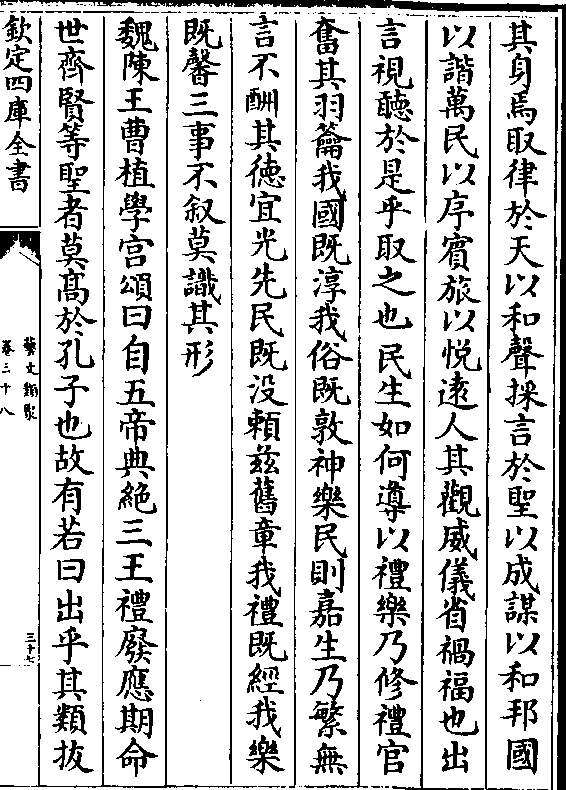 其身焉取律於天以和聲採言於聖以成謀以和邦國
以諧萬民以序賓旅以悅遠人其觀威儀省禍福也出
言視聽於是乎取之也民生如何導以禮樂乃修禮官
奮其羽籥我國既淳我俗既敦神樂民則嘉生乃繁無
言不酬其徳宜光先民既没賴兹舊章我禮既經我樂
既馨三事不叙莫識其形
魏陳王曹植學宫頌曰自五帝典絶三王禮廢應期命
世齊賢等聖者莫髙於孔子也故有若曰出乎其類拔
欽定四庫全書
藝文類聚
卷三十八
三十七